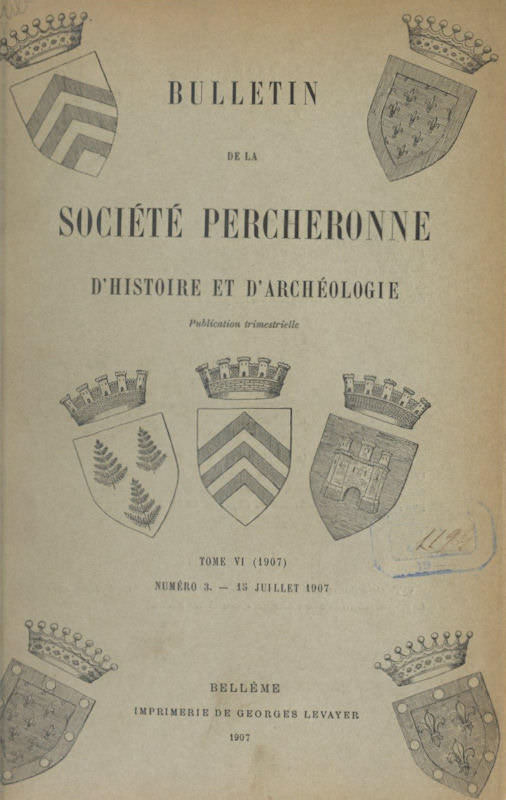 BULLETIN
DE LA
SOCIÉTÉ PERCHERONNE
D'HISTOIRE ET D'ARCHÉOLOGIE
Publication trimestrielle
TOME VI (1907)
NUMÉRO 3. — 15 JUILLET 1907
BELLÊME
IMPRIMERIE DE GEORGES LEVAYER
1907